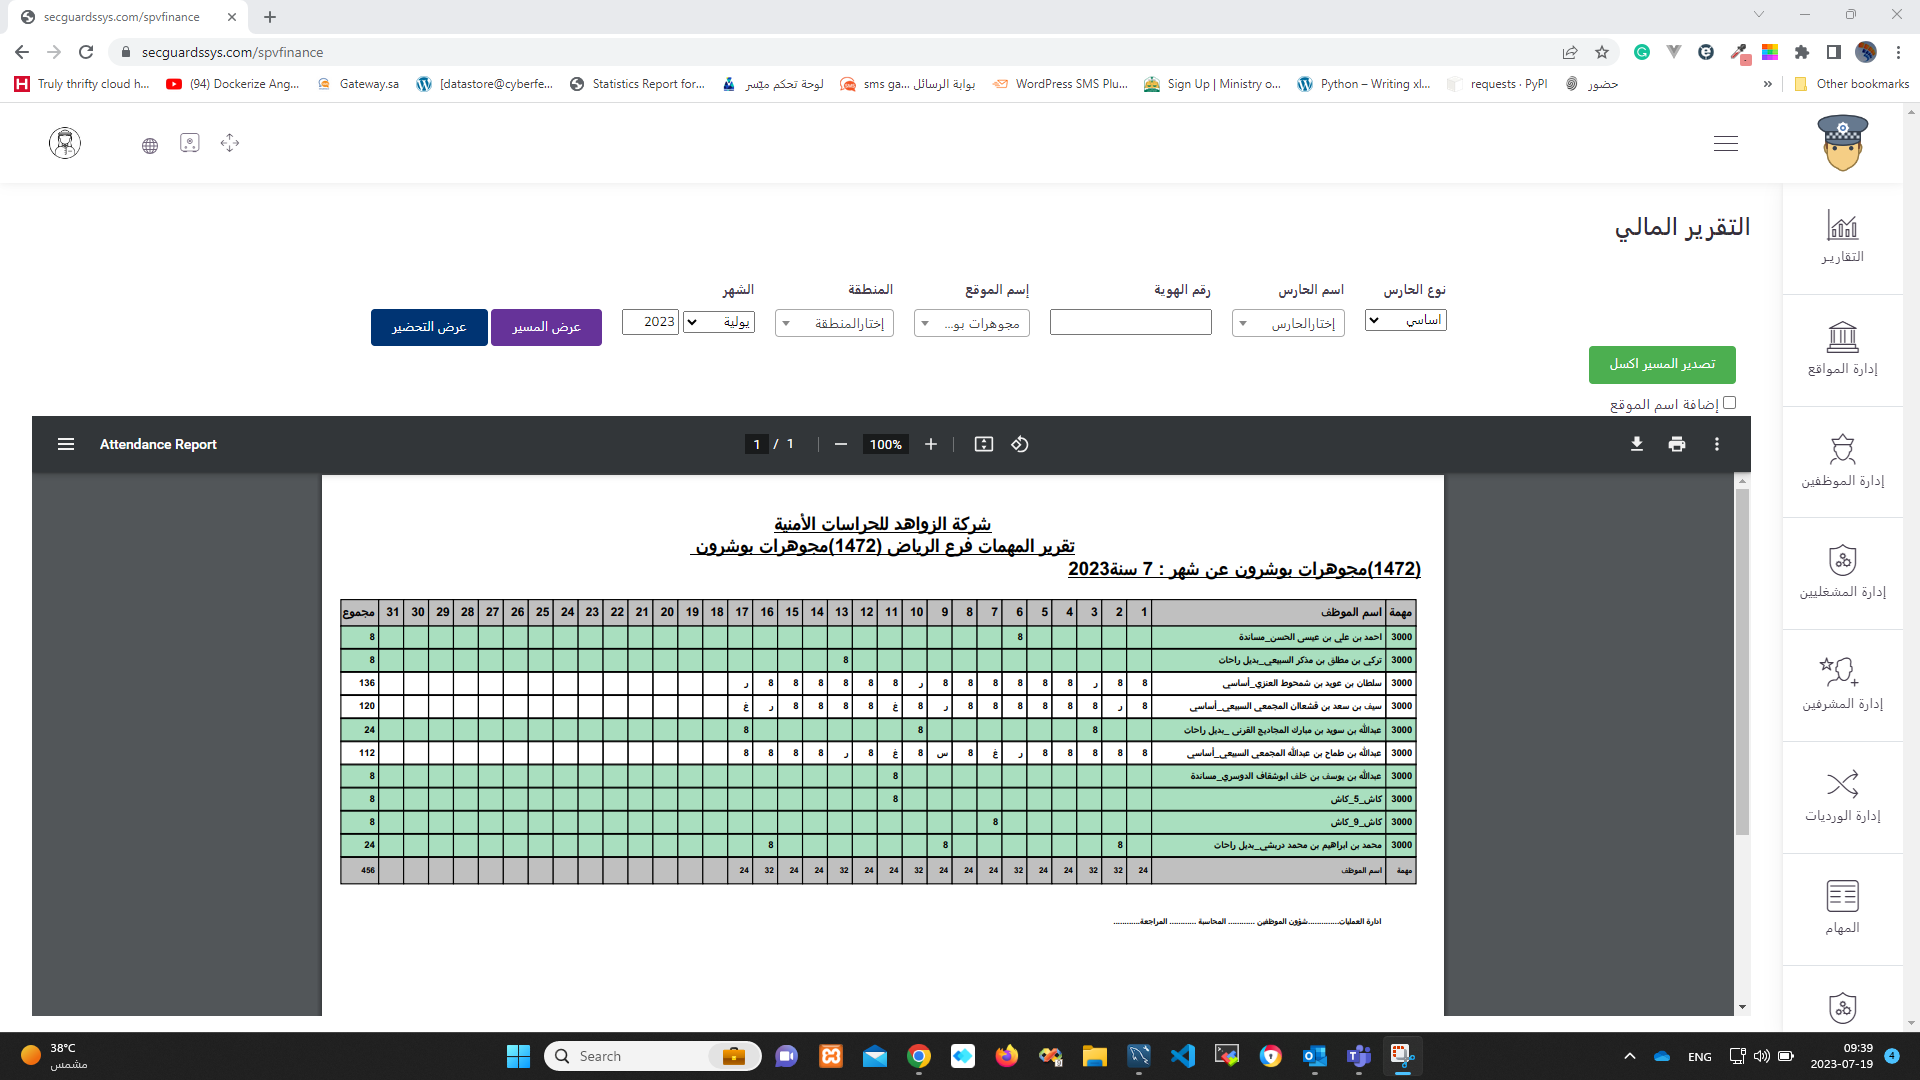 secguardssys.com/spvfinance
secguardssys.com/spvfinance
Truly thrifty cloud h... (94) Dockerize Ang... Gateway.sa [datastore@cyberfe... Statistics Report for... لوحة تحكم ميّسر sms ga... بوابة الرسائل WordPress SMS Plu... Sign Up | Ministry o... Python – Writing xl... requests · PyPI حضور » Other bookmarks
التقرير المالي
نوع الحارس اسم الحارس رقم الهوية إسم الموقع المنطقة الشهر
اساسي إختارالحارس مجوهرات بو... إختارالمنطقة يولية 2023 عرض المسير عرض التحضير
تصدير المسير اكسل
إضافة اسم الموقع
التقارير
إدارة المواقع
إدارة الموظفين
إدارة المشغليين
إدارة المشرفين
إدارة الورديات
المهام
Attendance Report 1 / 1 100%
شركة الزواهد للحراسات الأمنية
تقرير المهمات فرع الرياض (1472)مجوهرات بوشرون
(1472)مجوهرات بوشرون عن شهر : 7 سنة2023
مهمة اسم الموظف 1 2 3 4 5 6 7 8 9 10 11 12 13 14 15 16 17 18 19 20 21 22 23 24 25 26 27 28 29 30 31 مجموع
3000 احمد بن علي بن عيسى الحسن_مساندة 8 8
3000 تركي بن مطلق بن مذكر السبيعي_بديل راحات 8 8
3000 سلطان بن عويد بن شمحوط العنزي_أساسي 8 8 ر 8 8 8 8 8 8 ر 8 8 8 8 8 8 ر 136
3000 سيف بن سعد بن قشعاان المجمعي السبيعي_أساسي 8 ر 8 8 8 8 8 8 ر 8 غ 8 8 8 8 ر غ 120
3000 عبدالله بن سويد بن مبارك المجاديع القرنى _بديل راحات 8 8 8 24
3000 عبدالله بن طماح بن عبدالله المجمعي السبيعي_أساسي 8 8 8 8 8 ر غ 8 س 8 غ 8 ر 8 8 8 8 112
3000 عبدالله بن يوسف بن خلف ابوشقاف الدوسري_مساندة 8 8
3000 كاش_5_كاش 8 8
3000 كاش_9_كاش 8 8
3000 محمد بن ابراهيم بن محمد دربشي_بديل راحات 8 8 8 24
مهمة اسم الموظف 24 32 32 24 24 32 24 24 24 32 24 24 32 24 24 32 24 456
ادارة العمليات...............شؤون الموظفين ............ المحاسبة ............ المراجعة............
38°C
مشمس
Search
ENG
09:39
2023-07-19
4